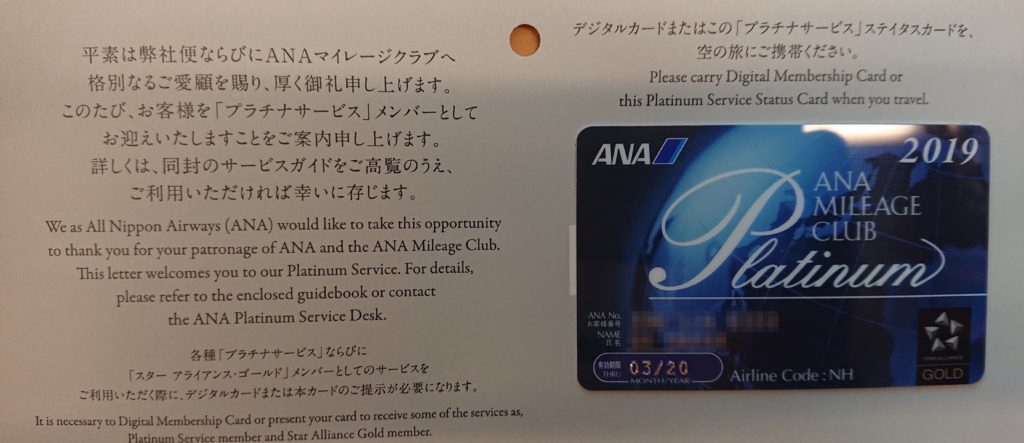 平素は弊社便ならびにANAマイレージクラブへ
格別なるご愛顧を賜り、厚く御礼申し上げます。
このたび、お客様を「プラチナサービス」メンバーとして
お迎えいたしますことをご案内申し上げます。
詳しくは、同封のサービスガイドをご高覧のうえ、
ご利用いただければ幸いに存じます。
We as All Nippon Airways (ANA) would like to take this opportunity
to thank you for your patronage of ANA and the ANA Mileage Club.
This letter welcomes you to our Platinum Service. For details,
please refer to the enclosed guidebook or contact
the ANA Platinum Service Desk.
各種「プラチナサービス」ならびに
「スター アライアンス・ゴールド」メンバーとしてのサービスを
ご利用いただく際に、デジタルカードまたは本カードのご提示が必要になります。
It is necessary to Digital Membership Card or present your card to receive some of the services as,
Platinum Service member and Star Alliance Gold member.
デジタルカードまたはこの「プラチナサービス」ステイタスカードを、
空の旅にご携帯ください。
Please carry Digital Membership Card or
this Platinum Service Status Card when you travel.
ANA
2019
ANA
MILEAGE
CLUB
Platinum
ANA No.
お客様番号
NAME
氏名
有効期限
THRU
03/20
MONTH/YEAR
Airline Code : NH
STAR ALLIANCE
GOLD